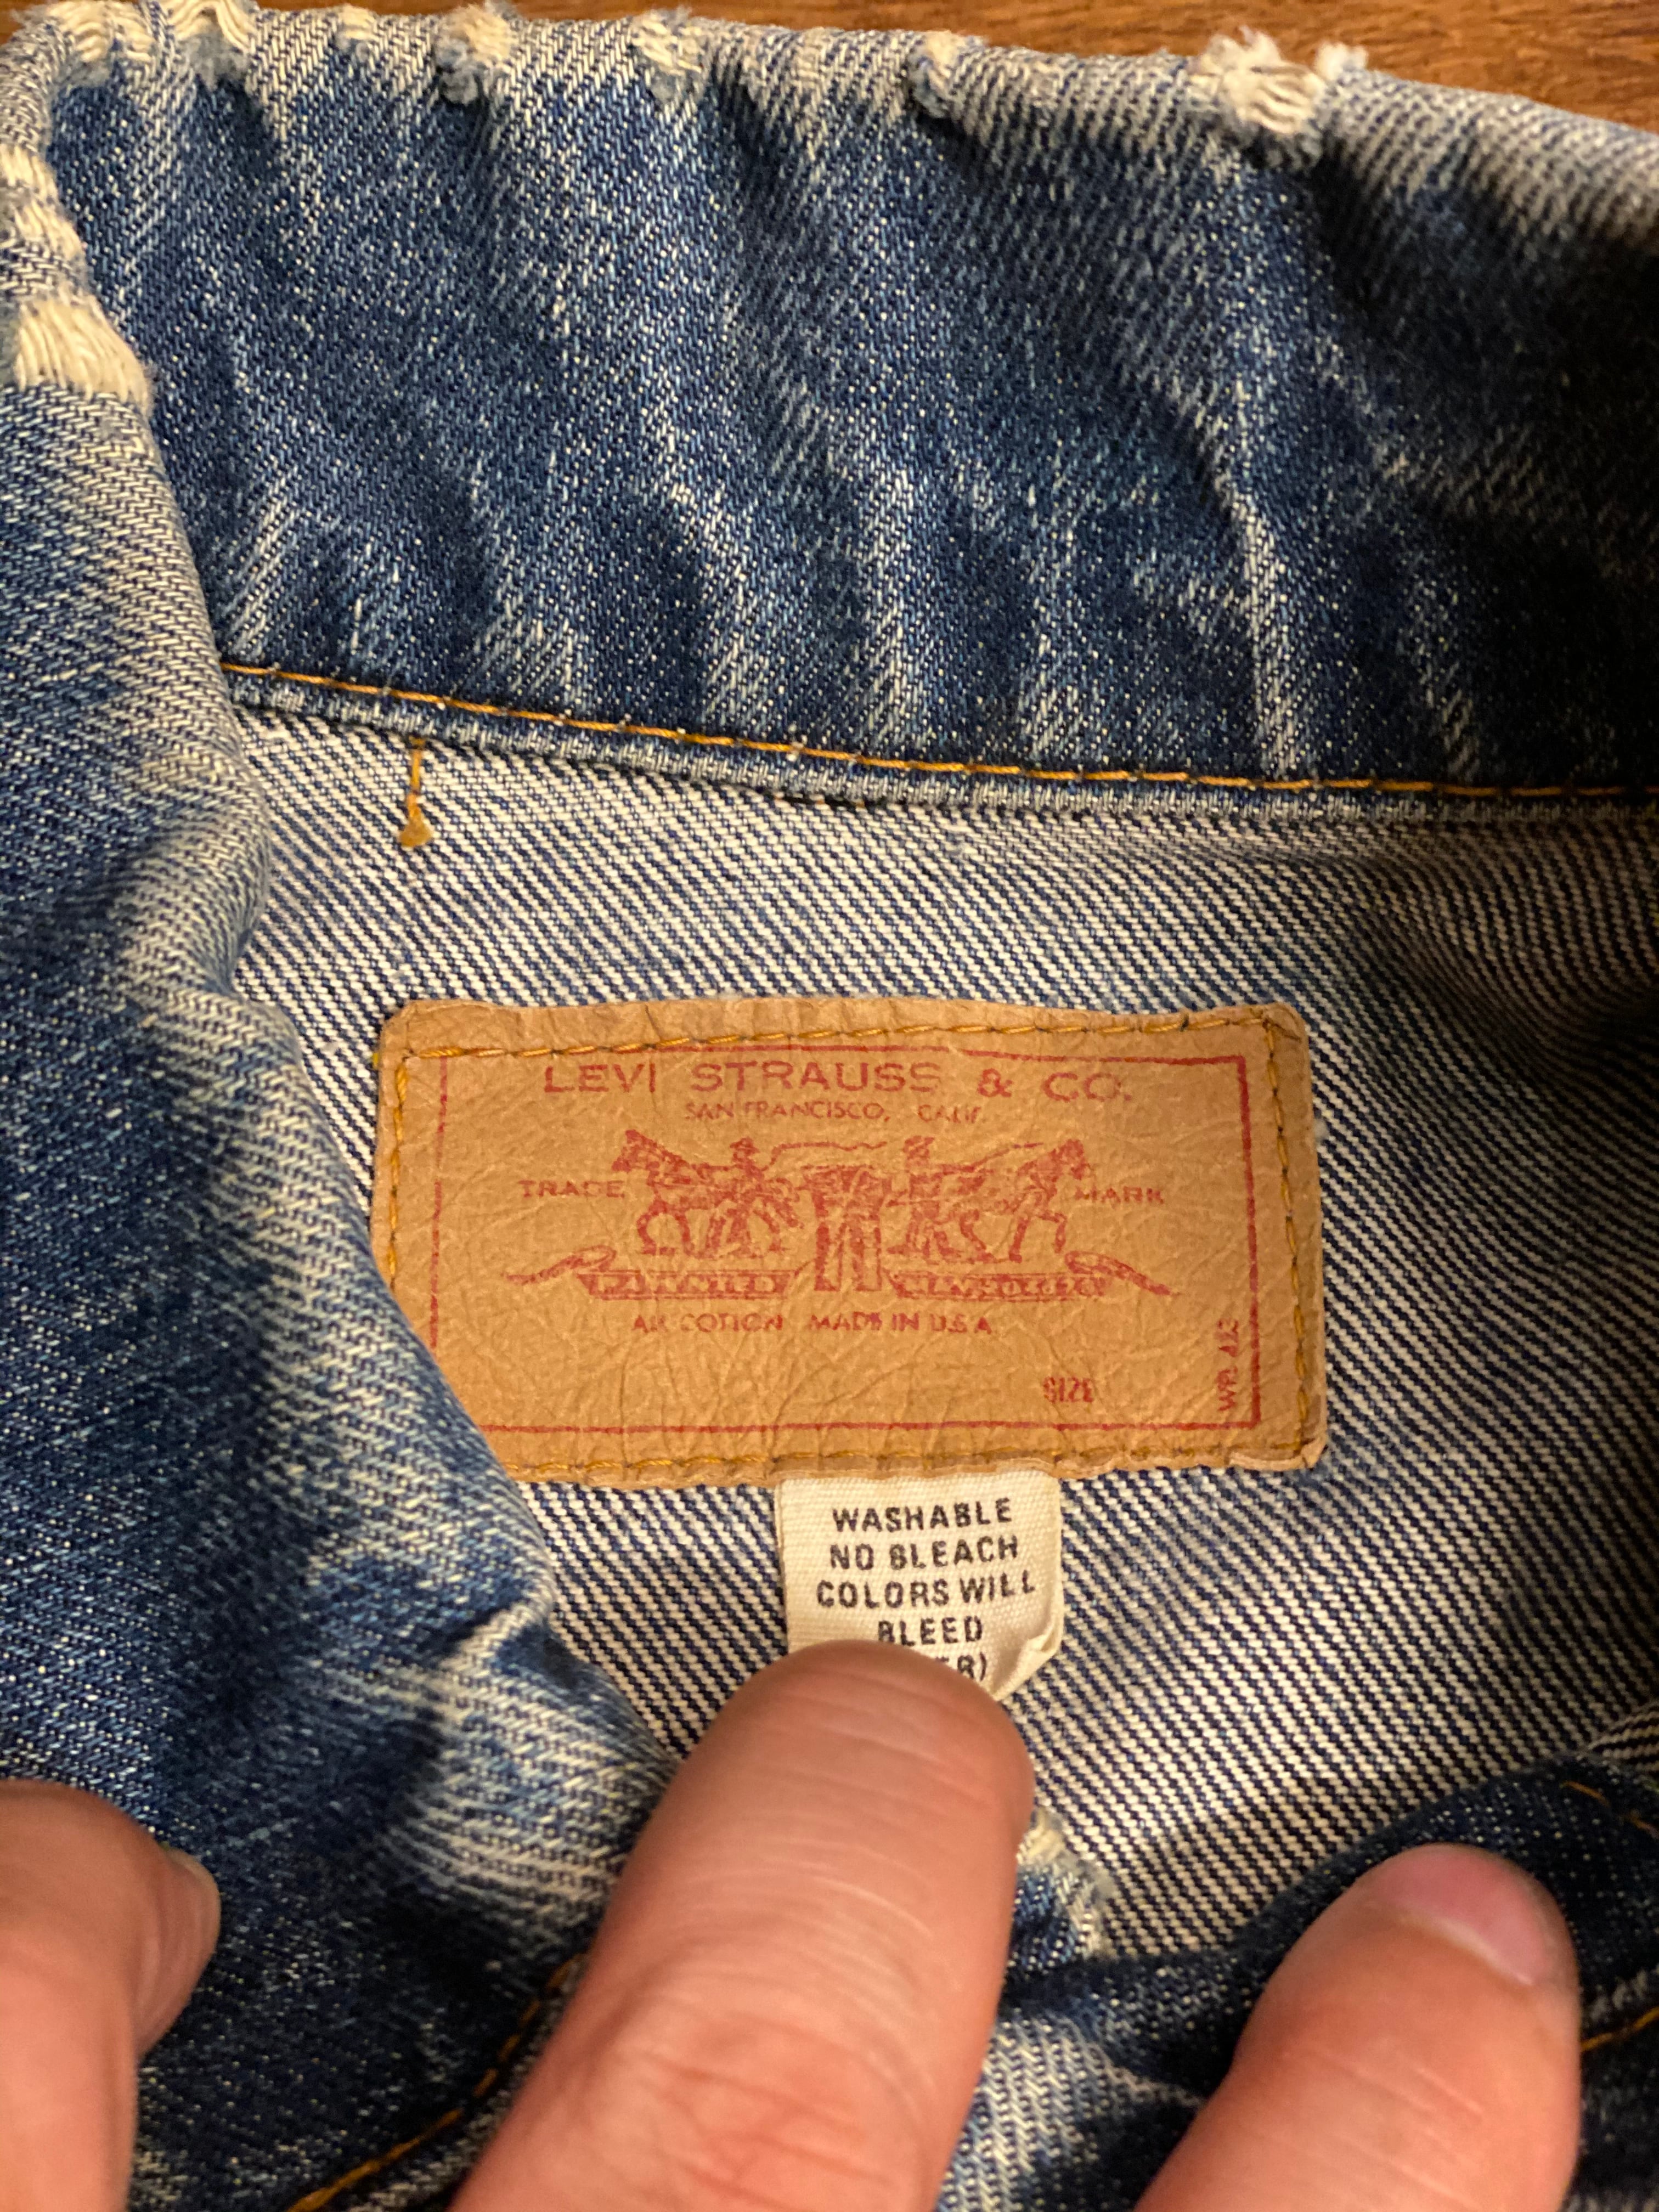 LEVI STRAUSS & CO.
SAN FRANCISCO, CALIF.
TRADE MARK
ALL COTTON MADE IN U.S.A.
SIZE
WASHABLE
NO BLEACH
COLORS WILL
BLEED